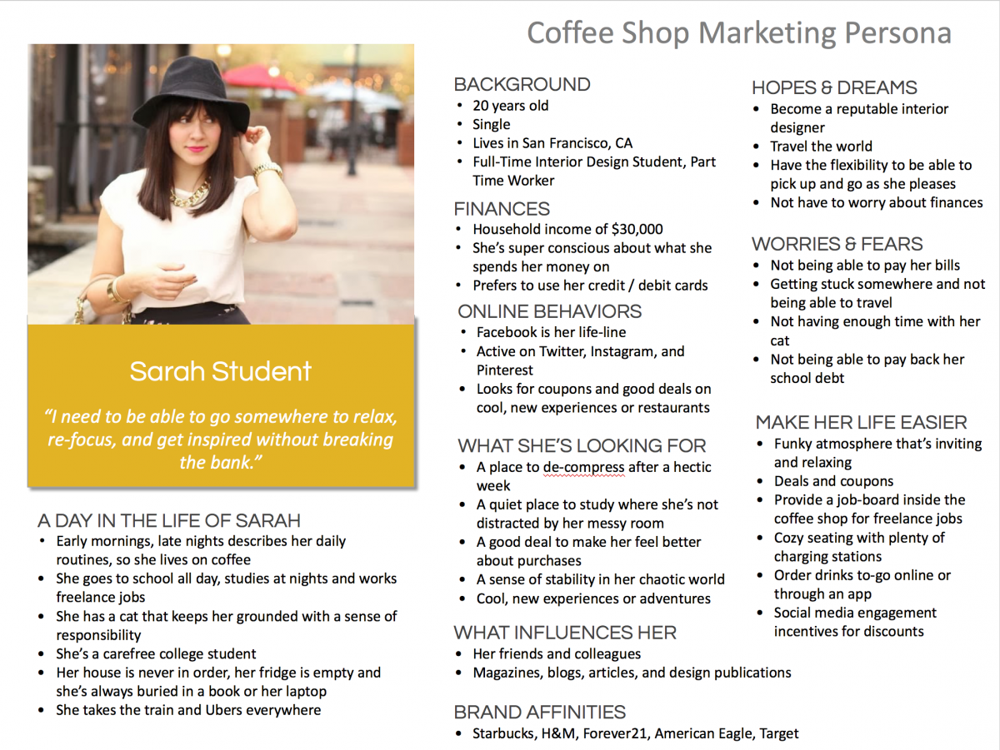 Coffee Shop Marketing Persona
Sarah Student
“I need to be able to go somewhere to relax,
re-focus, and get inspired without breaking
the bank.”
A DAY IN THE LIFE OF SARAH
• Early mornings, late nights describes her daily
routines, so she lives on coffee
• She goes to school all day, studies at nights and works
freelance jobs
• She has a cat that keeps her grounded with a sense of
responsibility
• She’s a carefree college student
• Her house is never in order, her fridge is empty and
she’s always buried in a book or her laptop
• She takes the train and Ubers everywhere
BACKGROUND
• 20 years old
• Single
• Lives in San Francisco, CA
• Full-Time Interior Design Student, Part
Time Worker
FINANCES
• Household income of $30,000
• She’s super conscious about what she
spends her money on
• Prefers to use her credit / debit cards
ONLINE BEHAVIORS
• Facebook is her life-line
• Active on Twitter, Instagram, and
Pinterest
• Looks for coupons and good deals on
cool, new experiences or restaurants
WHAT SHE’S LOOKING FOR
• A place to de-compress after a hectic
week
• A quiet place to study where she’s not
distracted by her messy room
• A good deal to make her feel better
about purchases
• A sense of stability in her chaotic world
• Cool, new experiences or adventures
WHAT INFLUENCES HER
• Her friends and colleagues
• Magazines, blogs, articles, and design publications
BRAND AFFINITIES
• Starbucks, H&M, Forever21, American Eagle, Target
HOPES & DREAMS
• Become a reputable interior
designer
• Travel the world
• Have the flexibility to be able to
pick up and go as she pleases
• Not have to worry about finances
WORRIES & FEARS
• Not being able to pay her bills
• Getting stuck somewhere and not
being able to travel
• Not having enough time with her
cat
• Not being able to pay back her
school debt
MAKE HER LIFE EASIER
• Funky atmosphere that’s inviting
and relaxing
• Deals and coupons
• Provide a job-board inside the
coffee shop for freelance jobs
• Cozy seating with plenty of
charging stations
• Order drinks to-go online or
through an app
• Social media engagement
incentives for discounts